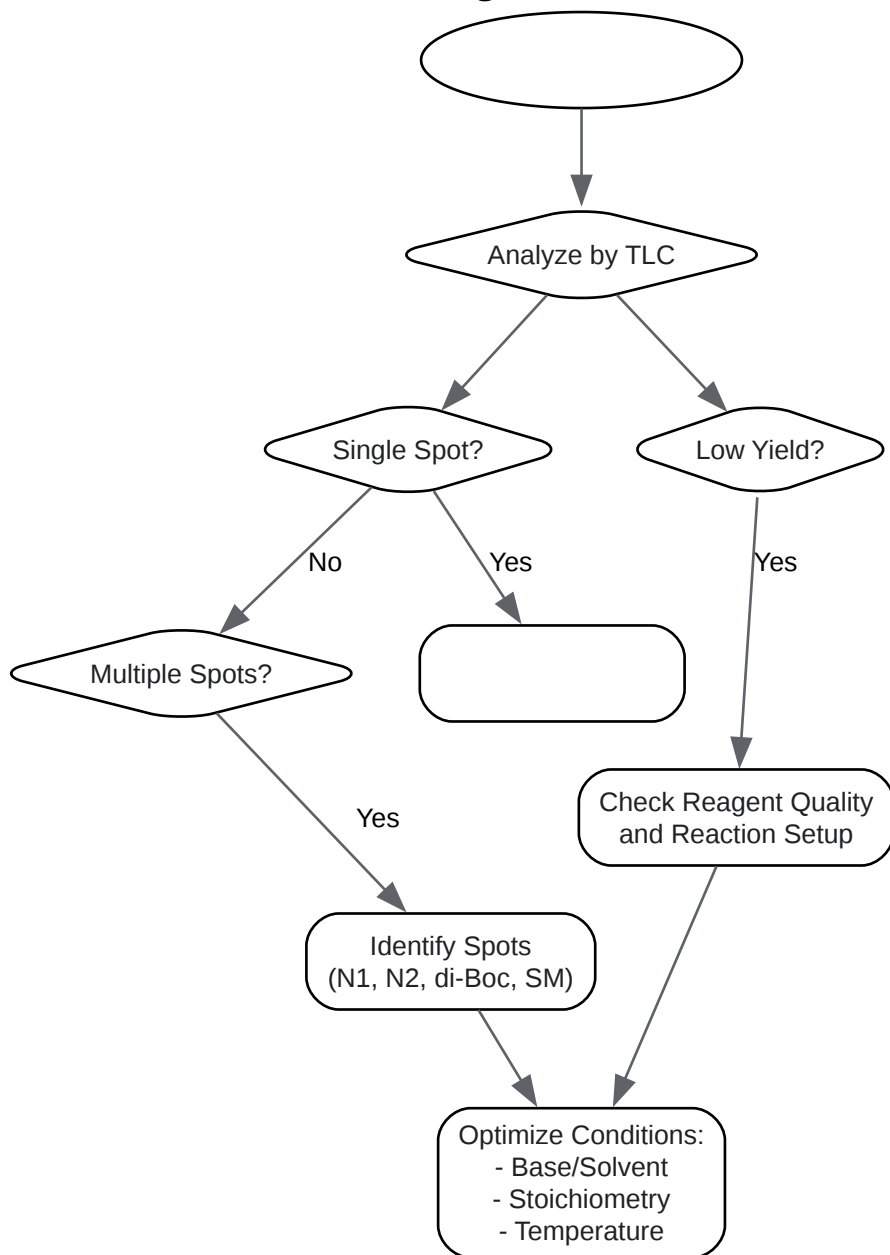 Analyze by TLC
Single Spot?
Low Yield?
No
Yes
Yes
Multiple Spots?
Check Reagent Quality
and Reaction Setup
Yes
Identify Spots
(N1, N2, di-Boc, SM)
Optimize Conditions:
- Base/Solvent
- Stoichiometry
- Temperature